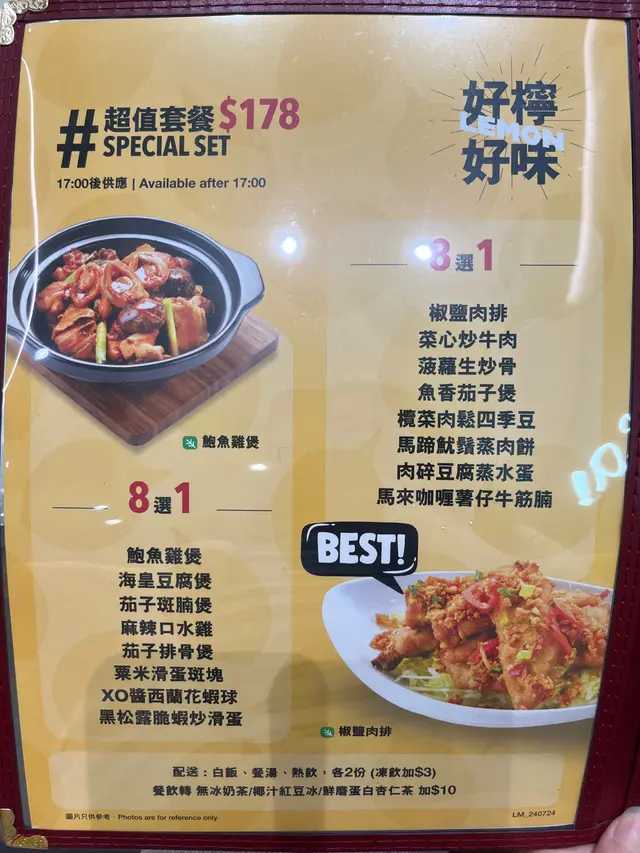 #超值套餐$178
SPECIAL SET
17:00後供應 | Available after 17:00
好檸
LEMON
好味
8選1
椒鹽肉排
菜心炒牛肉
菠蘿生炒骨
魚香茄子煲
欖菜肉鬆四季豆
馬蹄魷鬚蒸肉餅
肉碎豆腐蒸水蛋
馬來咖喱薯仔牛筋腩
鮑魚雞煲
8選1
鮑魚雞煲
海皇豆腐煲
茄子斑腩煲
麻辣口水雞
茄子排骨煲
粟米滑蛋斑塊
XO醬西蘭花蝦球
黑松露脆蝦炒滑蛋
BEST!
椒鹽肉排
配送：白飯、餐湯、熱飲，各2份 (凍飲加$3)
餐飲轉 無冰奶茶/椰汁紅豆冰/鮮磨蛋白杏仁茶 加$10
圖片只供參考 | Photos are for reference only
LM_240724